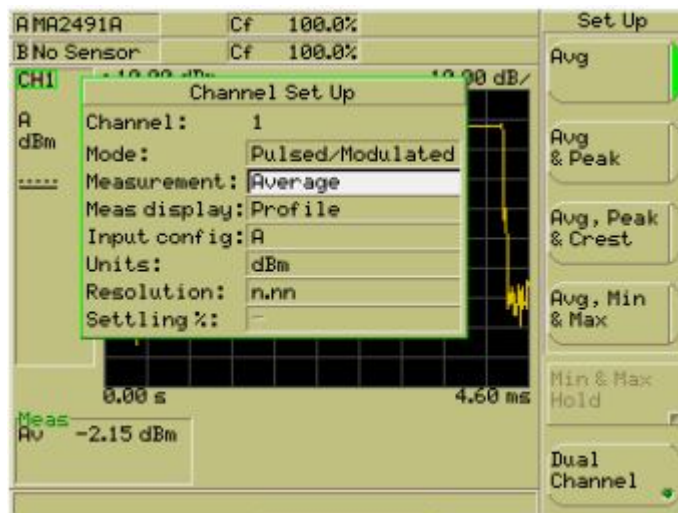 A MA2491A Cf 100.0%
B No Sensor Cf 100.0%
CH1
10.00 dB/
A
dBm
Channel Set Up
Channel: 1
Mode: Pulsed/Modulated
Measurement: Average
Meas display: Profile
Input config: A
Units: dBm
Resolution: n.nn
Settling %: -
0.00 s 4.60 ms
Meas
Av -2.15 dBm
Set Up
Avg
Avg
& Peak
Avg, Peak
& Crest
Avg, Min
& Max
Min & Max
Hold
Dual
Channel